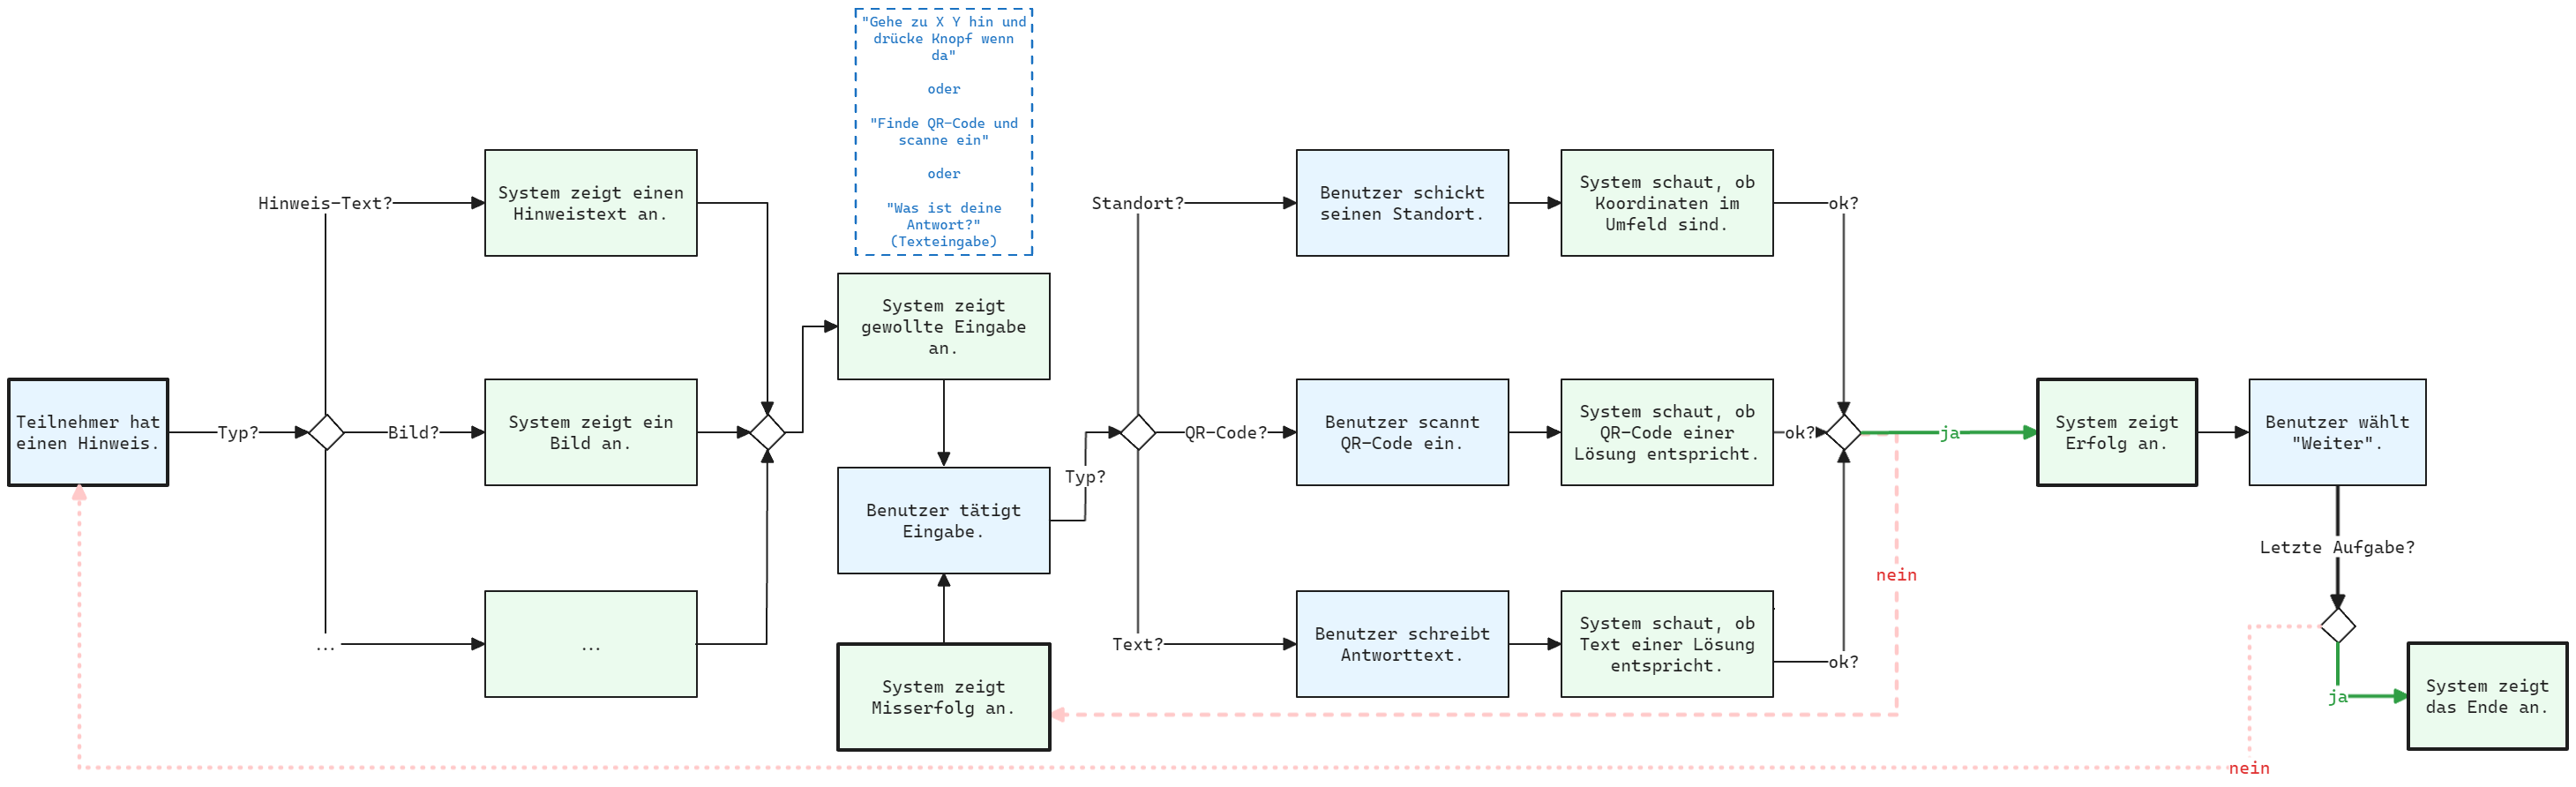 "Gehe zu X Y hin und
drücke Knopf wenn
da"
oder
"Finde QR-Code und
scanne ein"
oder
"Was ist deine
Antwort?"
(Texteingabe)
Teilnehmer hat
einen Hinweis.
Typ?
Hinweis-Text?
System zeigt einen
Hinweistext an.
Bild?
System zeigt ein
Bild an.
...
...
System zeigt
gewollte Eingabe
an.
Benutzer tätigt
Eingabe.
System zeigt
Misserfolg an.
Typ?
Standort?
Benutzer schickt
seinen Standort.
System schaut, ob
Koordinaten im
Umfeld sind.
ok?
QR-Code?
Benutzer scannt
QR-Code ein.
System schaut, ob
QR-Code einer
Lösung entspricht.
ok?
Text?
Benutzer schreibt
Antworttext.
System schaut, ob
Text einer Lösung
entspricht.
ok?
ja
nein
System zeigt
Erfolg an.
Benutzer wählt
"Weiter".
Letzte Aufgabe?
ja
System zeigt
das Ende an.
nein